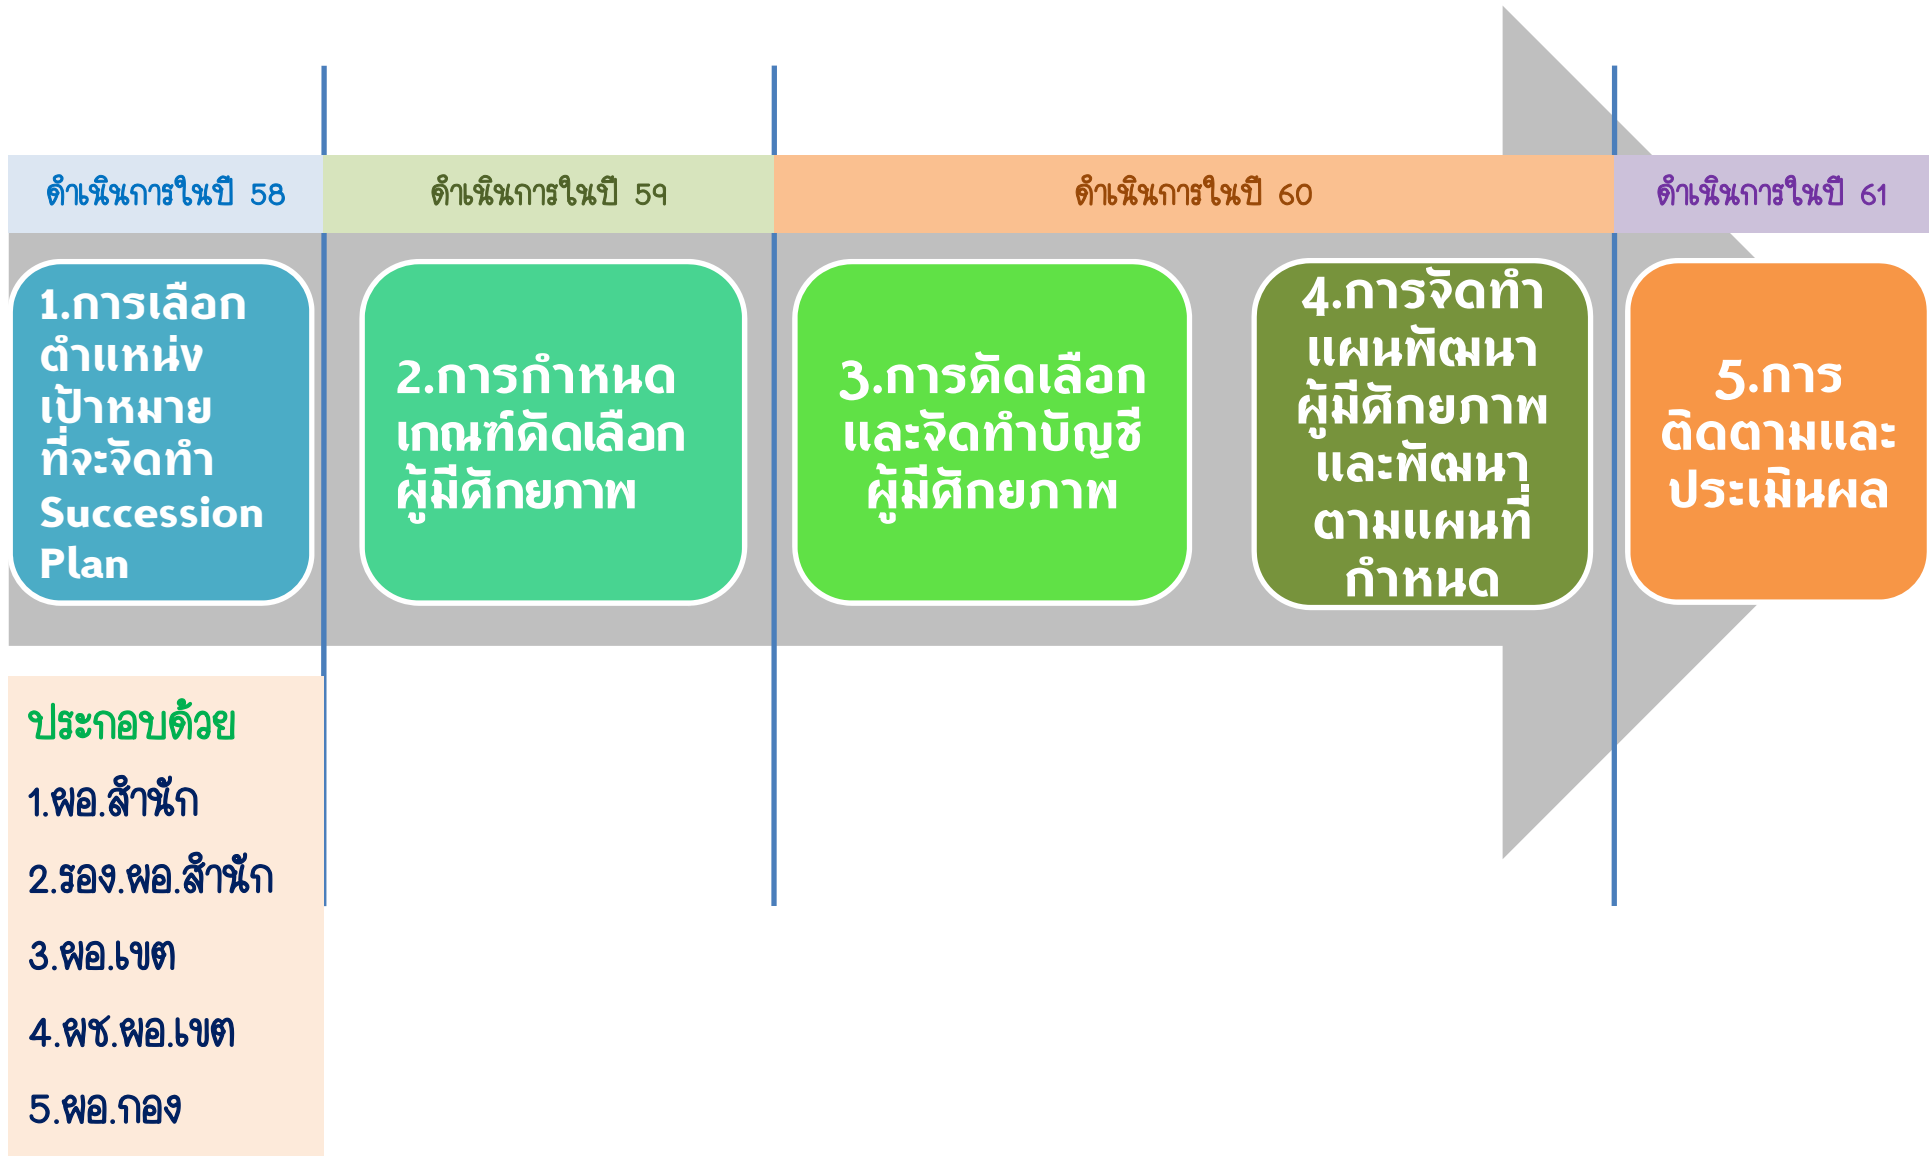 ดำเนินการในปี 58
ดำเนินการในปี 59
ดำเนินการในปี 60
ดำเนินการในปี 61
1.การเลือก
ตำแหน่ง
เป้าหมาย
ที่จะจัดทำ
Succession
Plan
2.การกำหนด
เกณฑ์คัดเลือก
ผู้มีศักยภาพ
3.การคัดเลือก
และจัดทำบัญชี
ผู้มีศักยภาพ
4.การจัดทำ
แผนพัฒนา
ผู้มีศักยภาพ
และพัฒนา
ตามแผนที่
กำหนด
5.การ
ติดตามและ
ประเมินผล
ประกอบด้วย
1.ผอ.สำนัก
2.รอง.ผอ.สำนัก
3.ผอ.เขต
4.ผช.ผอ.เขต
5.ผอ.กอง